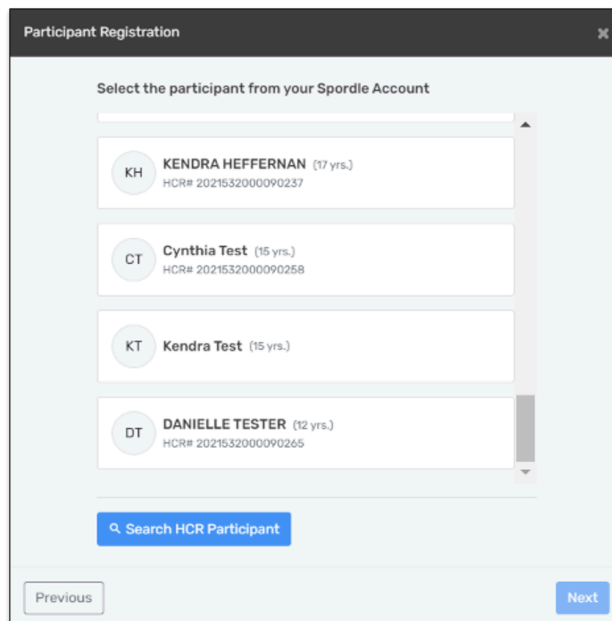 Participant Registration
Select the participant from your Spordle Account
KH
KENDRA HEFFERNAN (17 yrs.)
HCR# 2021532000090237
CT
Cynthia Test (15 yrs.)
HCR# 2021532000090258
KT
Kendra Test (15 yrs.)
DT
DANIELLE TESTER (12 yrs.)
HCR# 2021532000090265
Search HCR Participant
Previous
Next